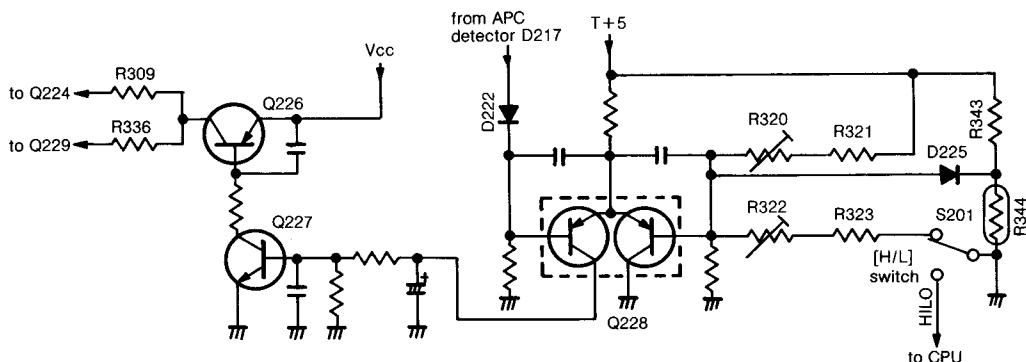 from APC
detector D217
T+5
Vcc
R309
to Q224
Q226
D222
R320
R321
R343
R336
to Q229
D225
Q227
R322
R323
S201
R344
[H/L]
switch
Q228
HILO
to CPU